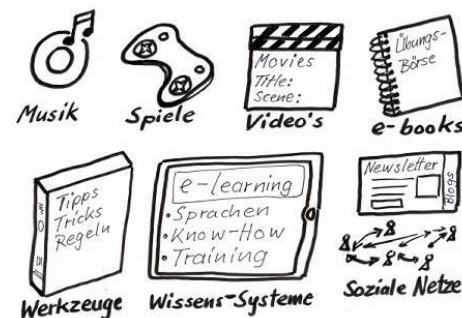 Musik
Spiele
Movies
Title:
Scene:
Video's
Übungs-
Börse
e-books
Tipps
Tricks
Regeln
Werkzeuge
e-learning
• Sprachen
• Know-How
• Training
Wissens-Systeme
Newsletter
Blogs
Soziale Netze